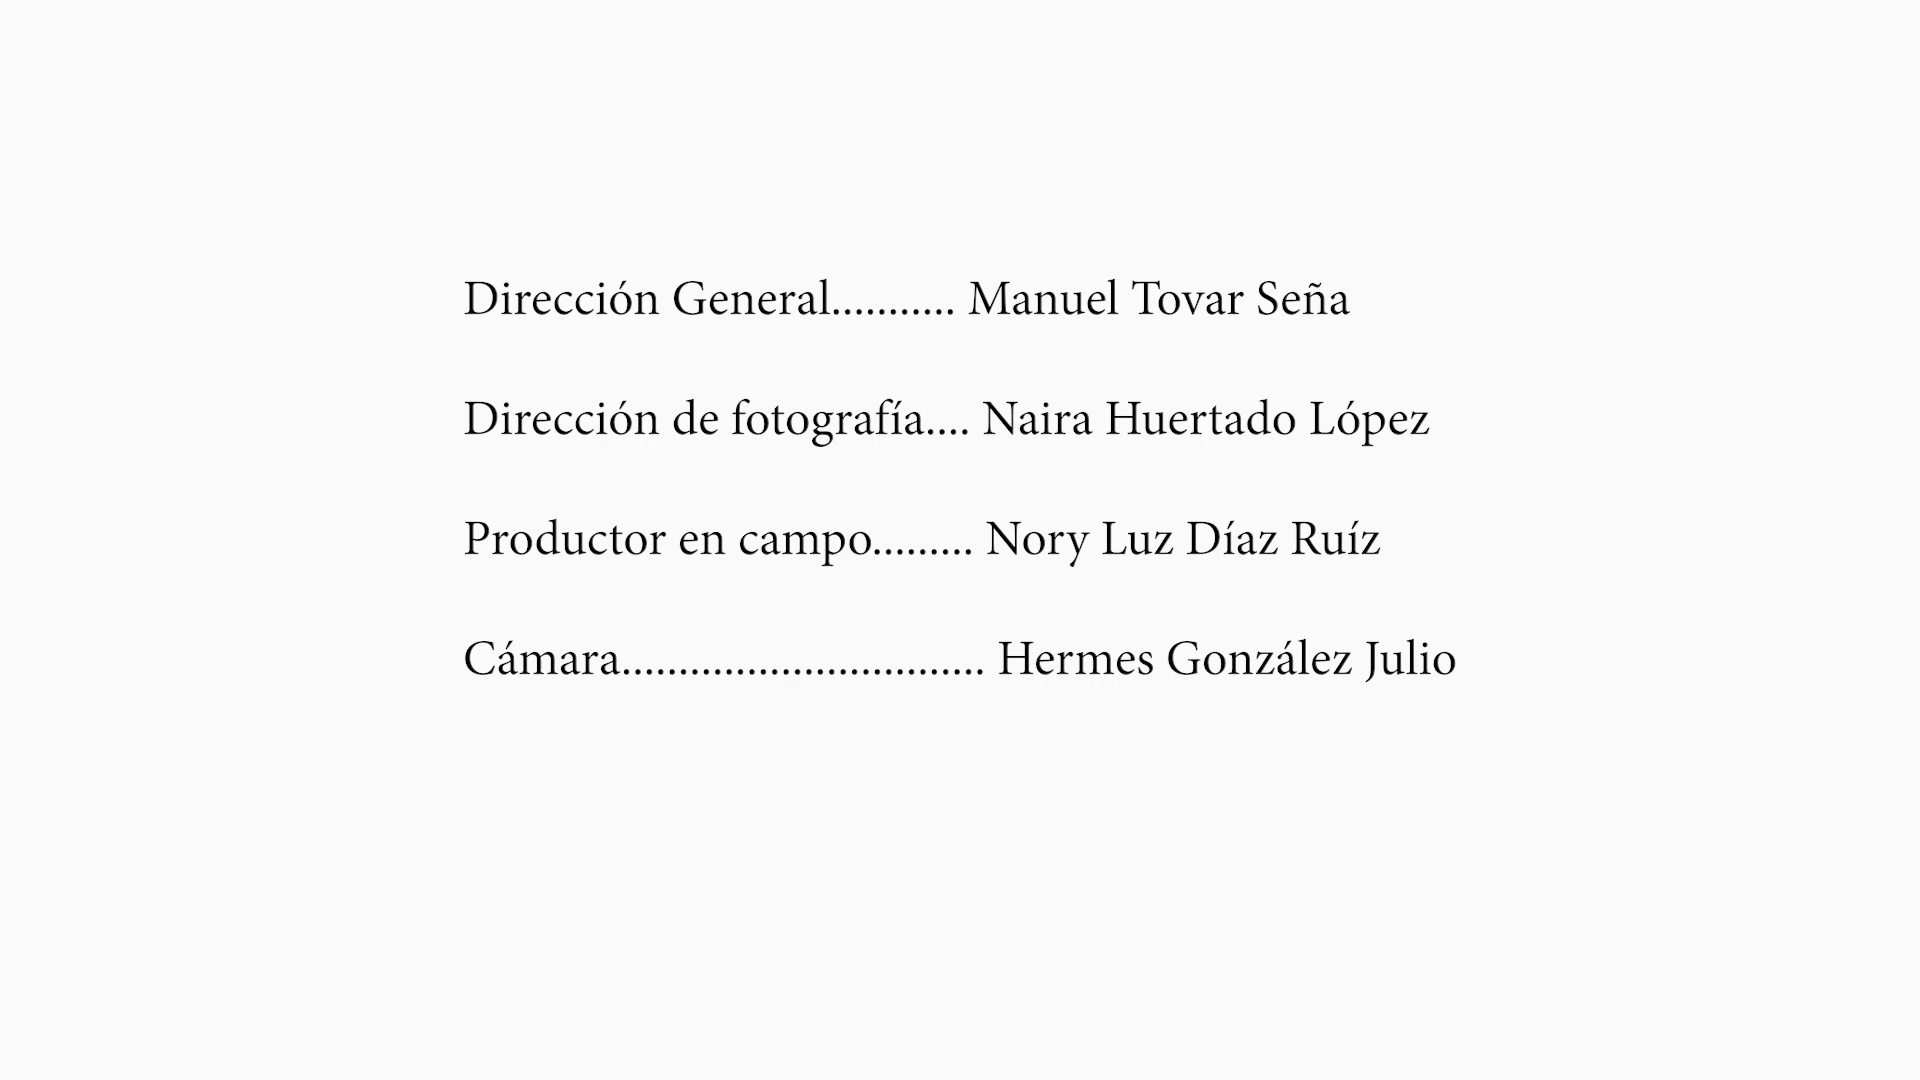 Dirección General........... Manuel Tovar Seña
Dirección de fotografía.... Naira Huertado López
Productor en campo......... Nory Luz Díaz Ruíz
Cámara................................ Hermes González Julio